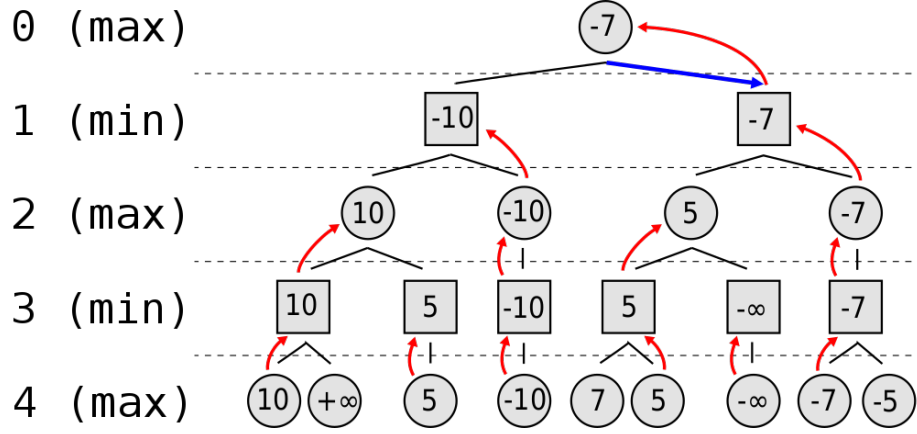 0 (max) -7
1 (min) -10 -7
2 (max) 10 -10 5 -7
3 (min) 10 5 -10 5 -∞ -7
4 (max) 10 +∞ 5 -10 7 5 -∞ -7 -5